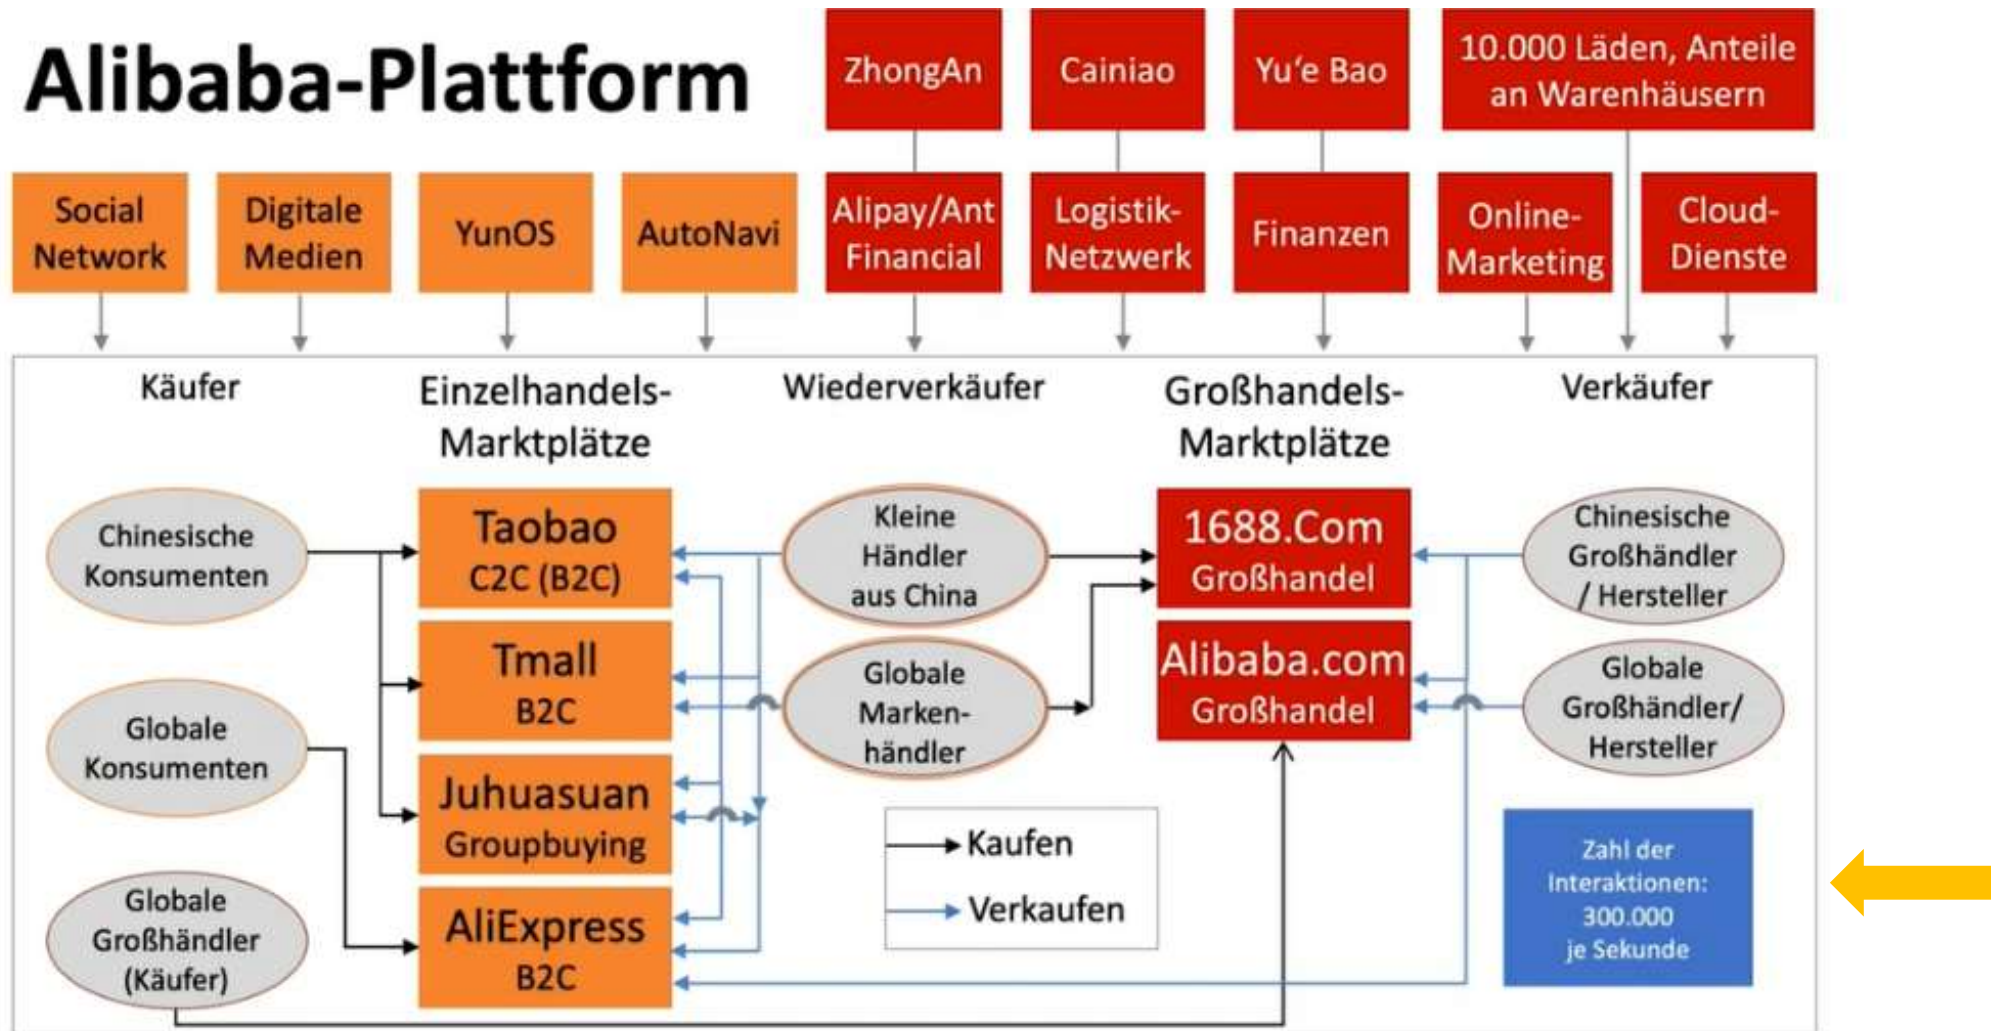 Alibaba-Plattform
ZhongAn
Cainiao
Yu‘e Bao
10.000 Läden, Anteile
an Warenhäusern
Social
Network
Digitale
Medien
YunOS
AutoNavi
Alipay/Ant
Financial
Logistik-
Netzwerk
Finanzen
Online-
Marketing
Cloud-
Dienste
Käufer
Einzelhandels-
Marktplätze
Wiederverkäufer
Großhandels-
Marktplätze
Verkäufer
Chinesische
Konsumenten
Globale
Konsumenten
Globale
Großhändler
(Käufer)
Taobao
C2C (B2C)
Tmall
B2C
Juhuasuan
Groupbuying
AliExpress
B2C
Kleine
Händler
aus China
Globale
Marken-
händler
Kaufen
Verkaufen
1688.Com
Großhandel
Alibaba.com
Großhandel
Chinesische
Großhändler
/ Hersteller
Globale
Großhändler/
Hersteller
Zahl der
Interaktionen:
300.000
je Sekunde